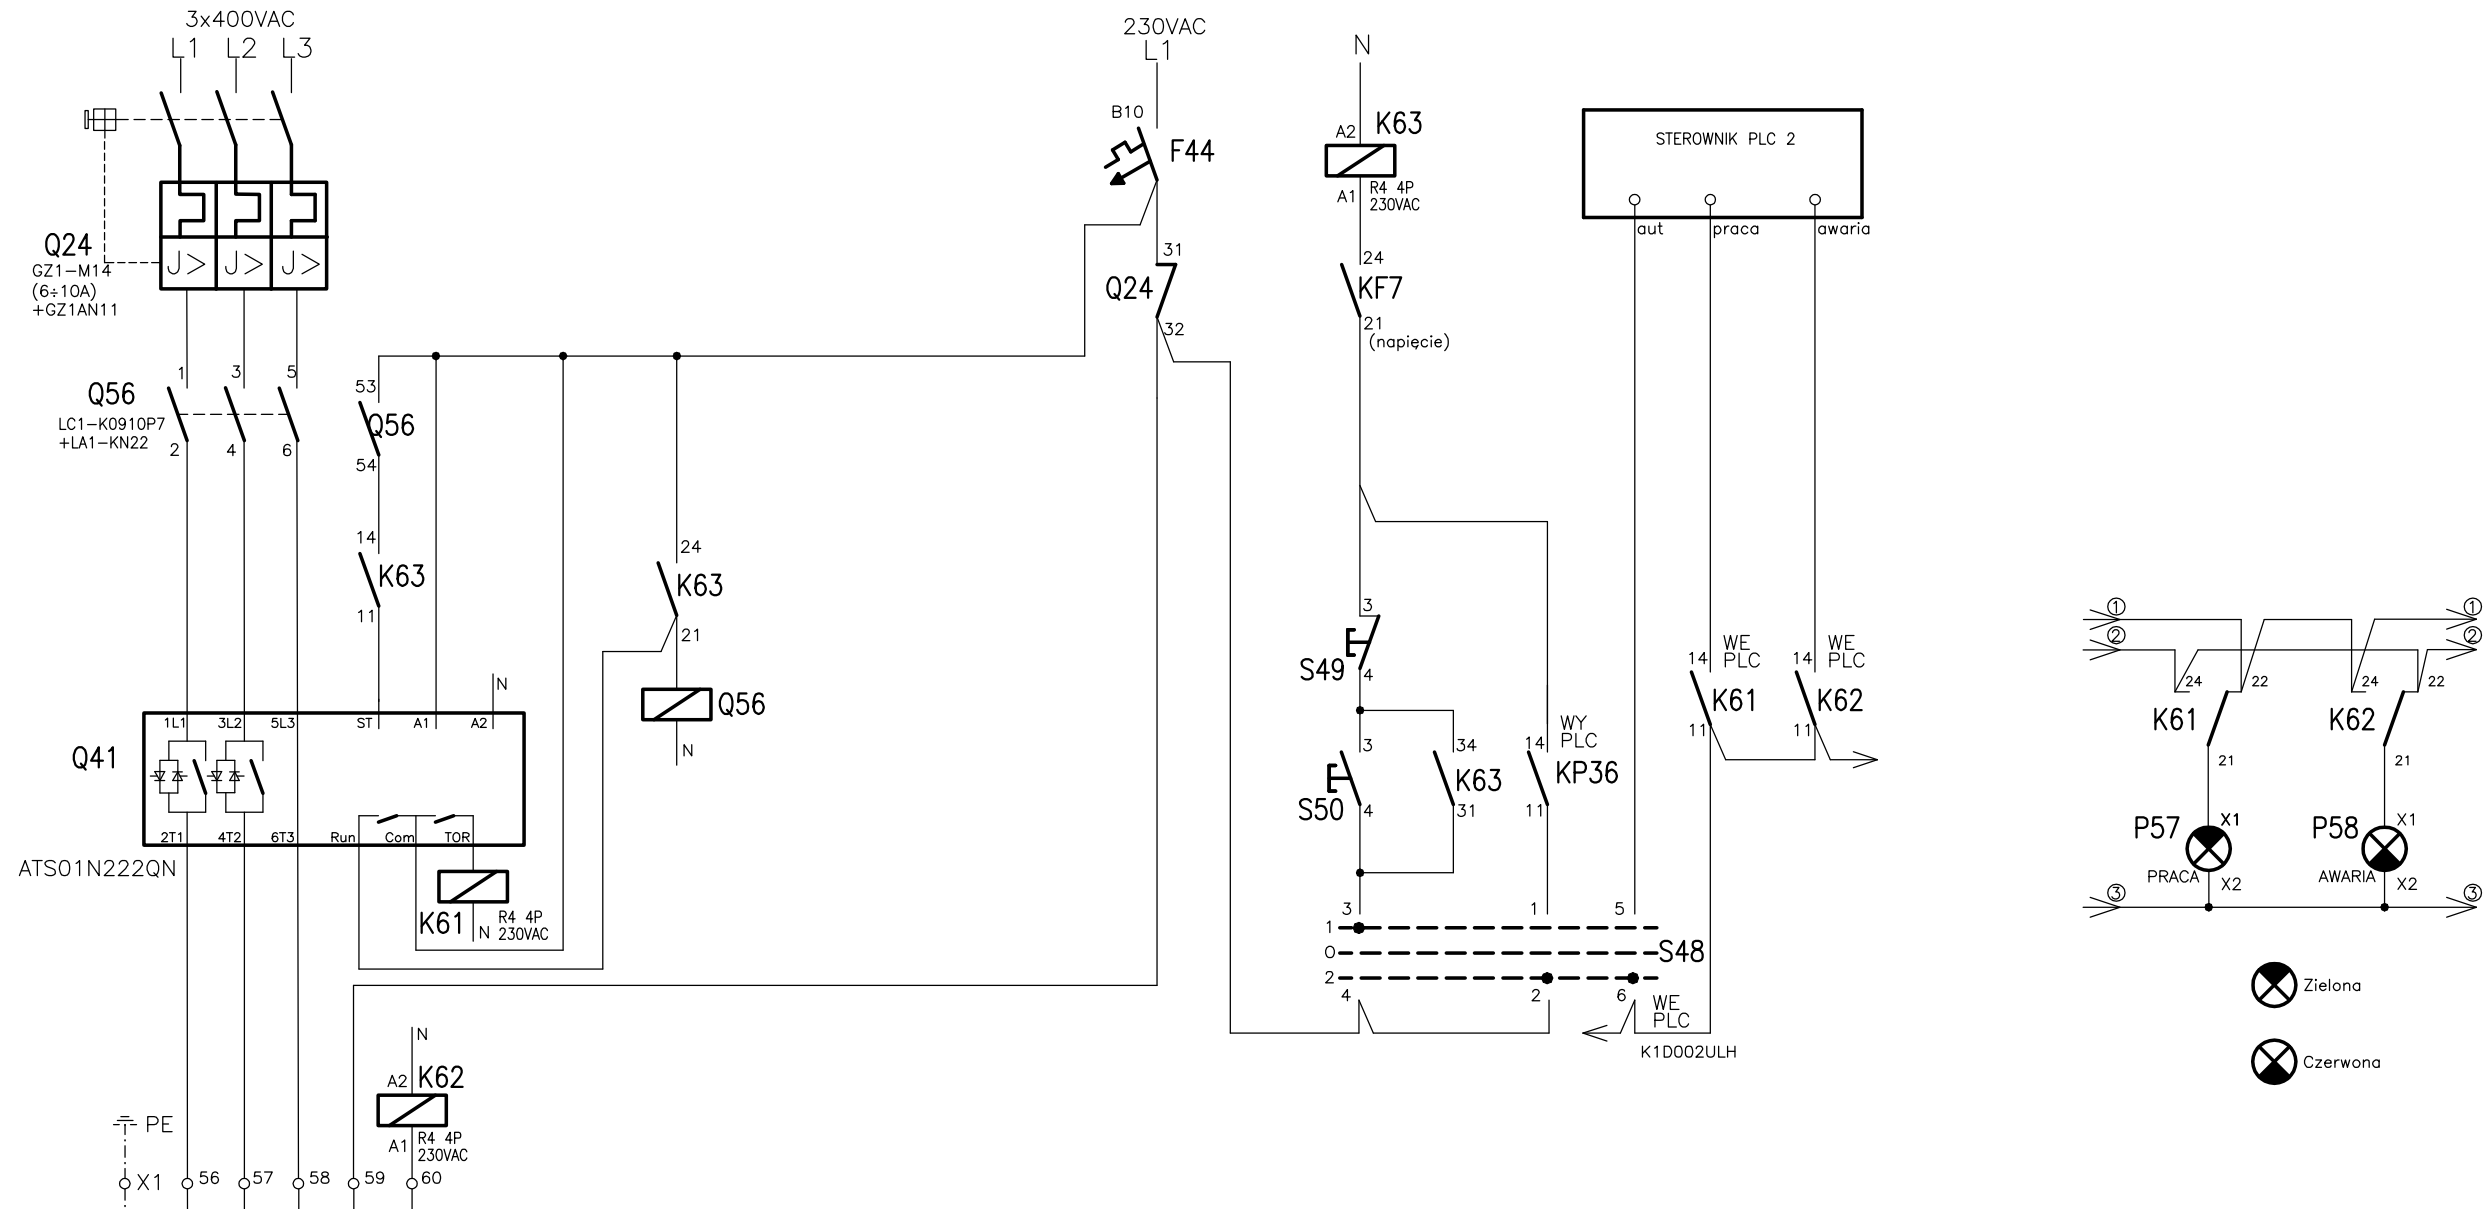 3x400VAC
L1 L2 L3
Q24
GZ1-M14
(6÷10A)
+GZ1AN11
J> J> J>
1 3 5
Q56
LC1-K0910P7
+LA1-KN22
2 4 6
53
Q56
54
14
K63
11
24
K63
21
Q56
N
N
1L1 3L2 5L3 ST A1 A2
Q41
2T1 4T2 6T3 Run Com TOR
ATS01N222QN
K61
N
R4 4P
230VAC
N
A2 K62
A1
R4 4P
230VAC
PE
X1 56 57 58 59 60
230VAC
L1
B10
F44
31
Q24
32
N
A2 K63
A1
R4 4P
230VAC
24
KF7
21
(napięcie)
3
S49
4
3
S50
4
34
K63
31
WY
PLC
14
KP36
11
3 1 5
1
0
2
S48
4 2 6
WE
PLC
K1D002ULH
STEROWNIK PLC 2
aut praca awaria
WE
PLC
14
K61
11
WE
PLC
14
K62
11
1 1
2 2
24 22 24 22
K61 K62
21 21
P57 X1
PRACA X2
P58 X1
AWARIA X2
3 3
Zielona
Czerwona